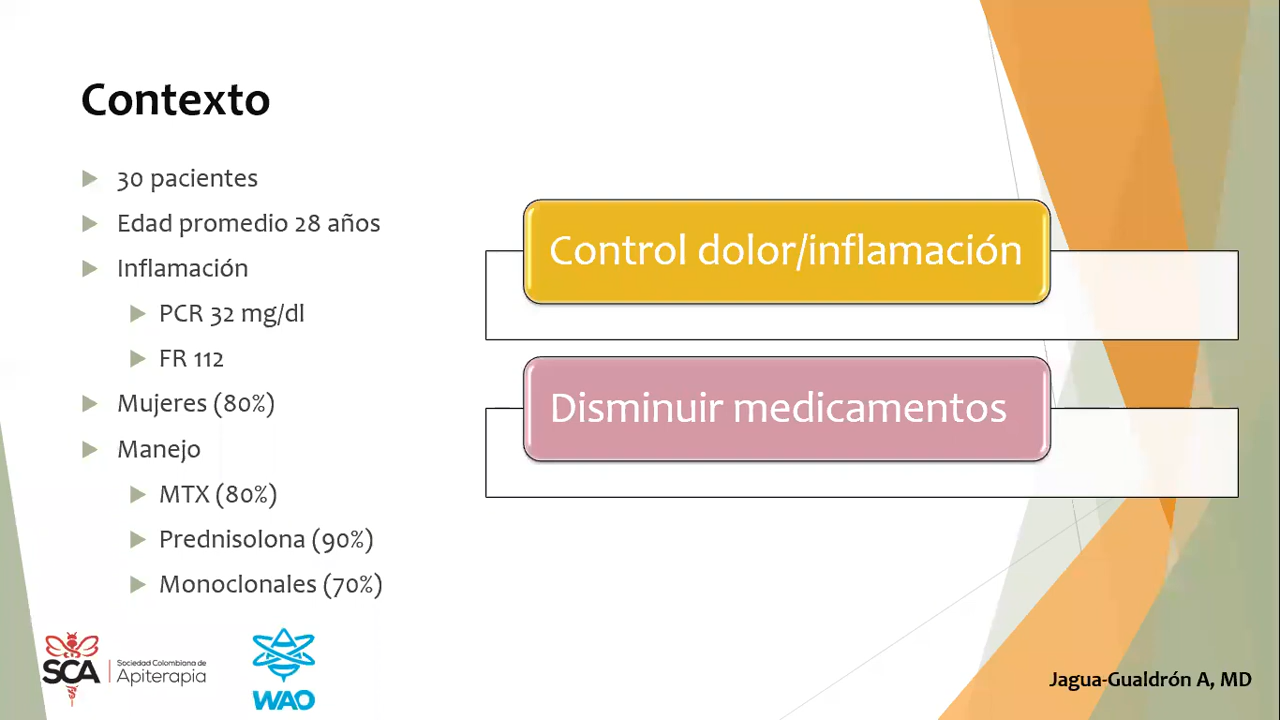 Contexto
30 pacientes
Edad promedio 28 años
Inflamación
PCR 32 mg/dl
FR 112
Mujeres (80%)
Manejo
MTX (80%)
Prednisolona (90%)
Monoclonales (70%)
Control dolor/inflamación
Disminuir medicamentos
SCA
Sociedad Colombiana de
Apiterapia
WAO
Jagua-Gualdrón A, MD